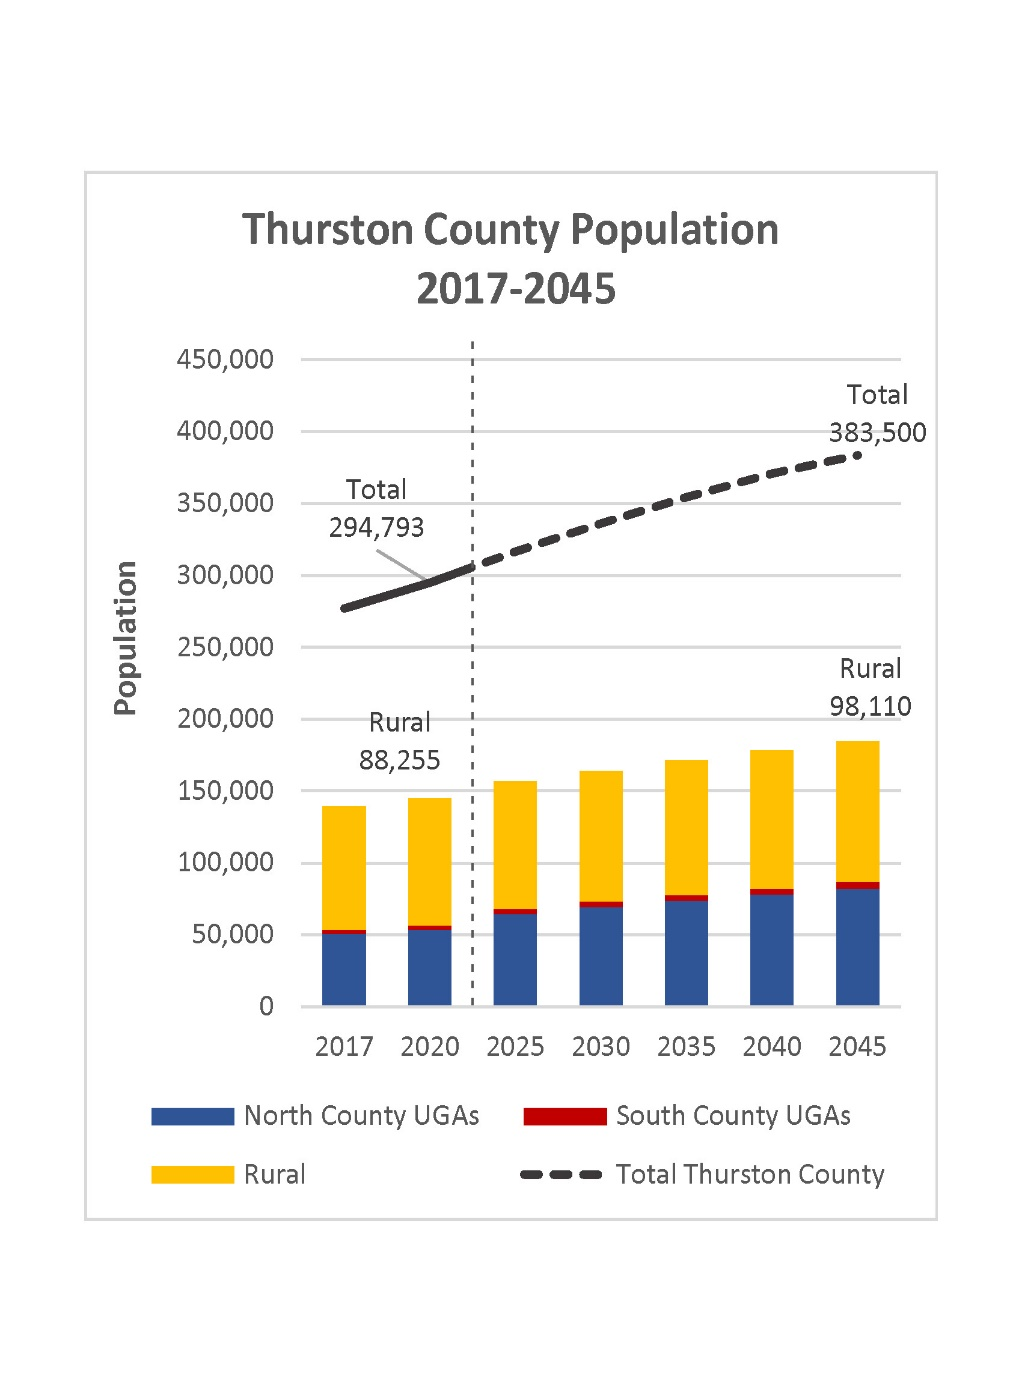 Thurston County Population
2017-2045
450,000
400,000
350,000
300,000
250,000
200,000
150,000
100,000
50,000
0
Population
Total
294,793
Total
383,500
Rural
88,255
Rural
98,110
2017 2020 2025 2030 2035 2040 2045
North County UGAs South County UGAs
Rural Total Thurston County